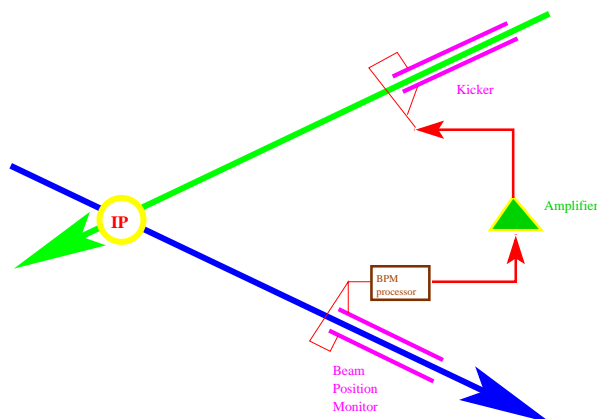 Kicker
Amplifier
IP
BPM
processor
Beam
Position
Monitor